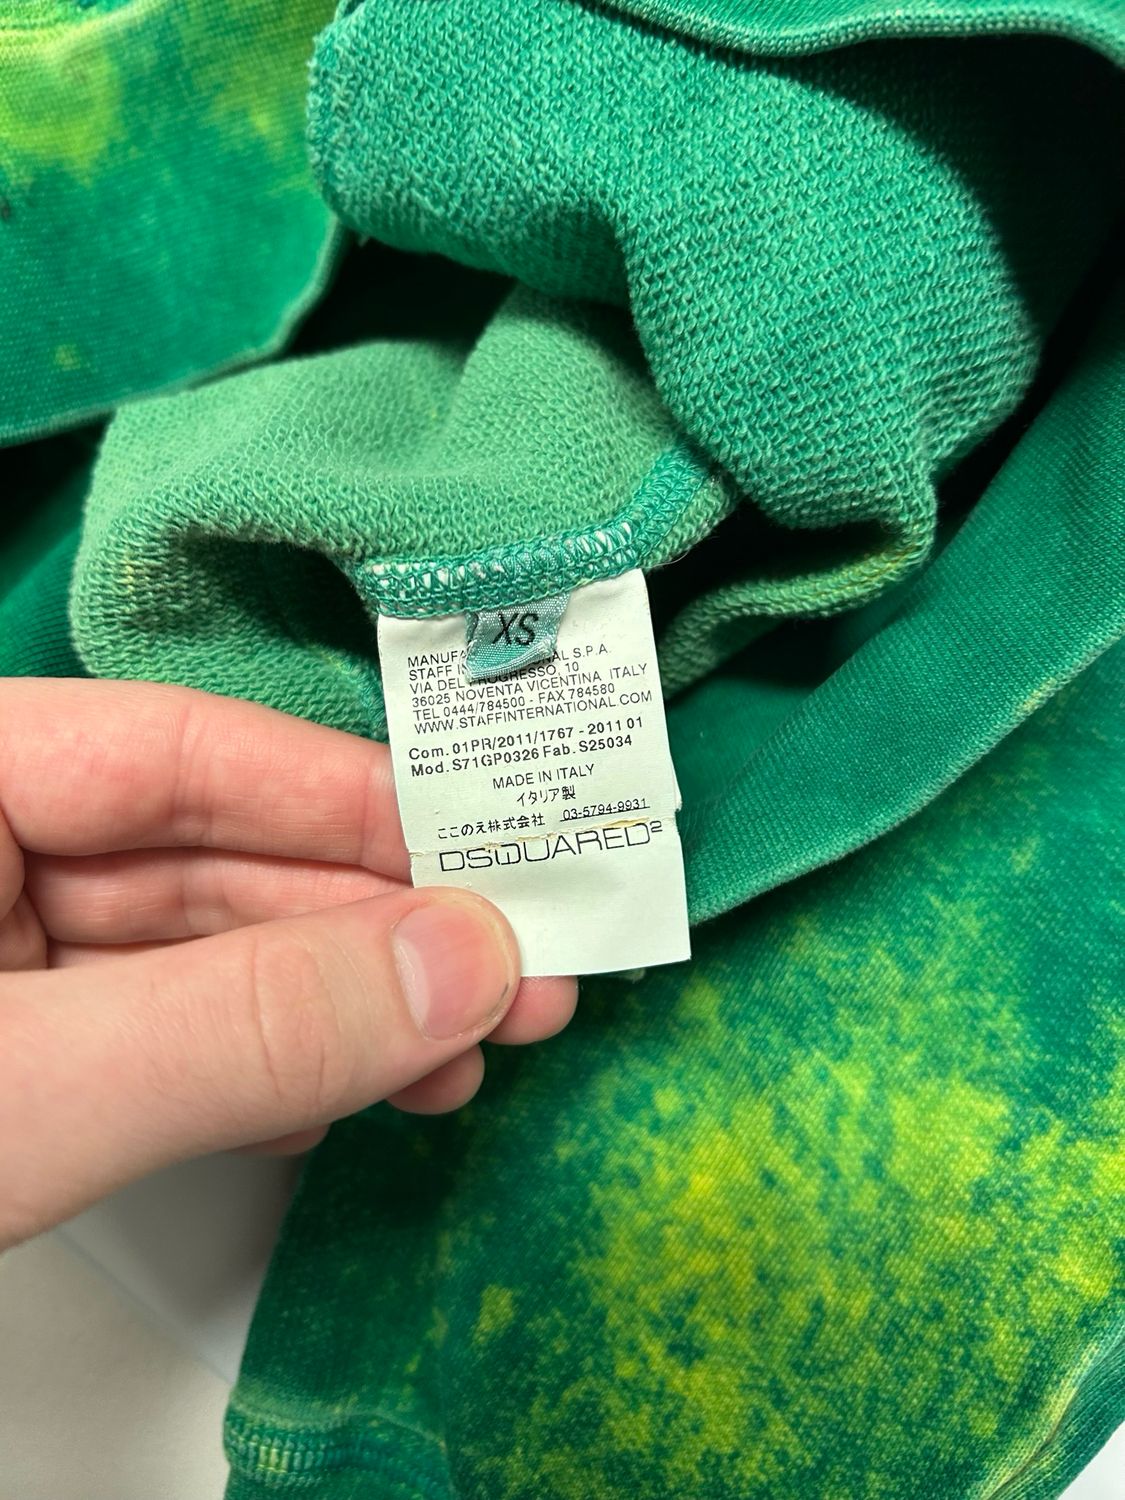 XS
MANUFA NAL S.P.A.
STAFF IN
VIA DEL PROGRESSO, 10
36025 NOVENTA VICENTINA ITALY
TEL 0444/784500 - FAX 784580
WWW.STAFFINTERNATIONAL.COM
Com. 01PR/2011/1767 - 2011 01
Mod. S71GP0326 Fab. S25034
MADE IN ITALY
イタリア製
ここのえ株式会社 03-5794-9931
DSQUARED²